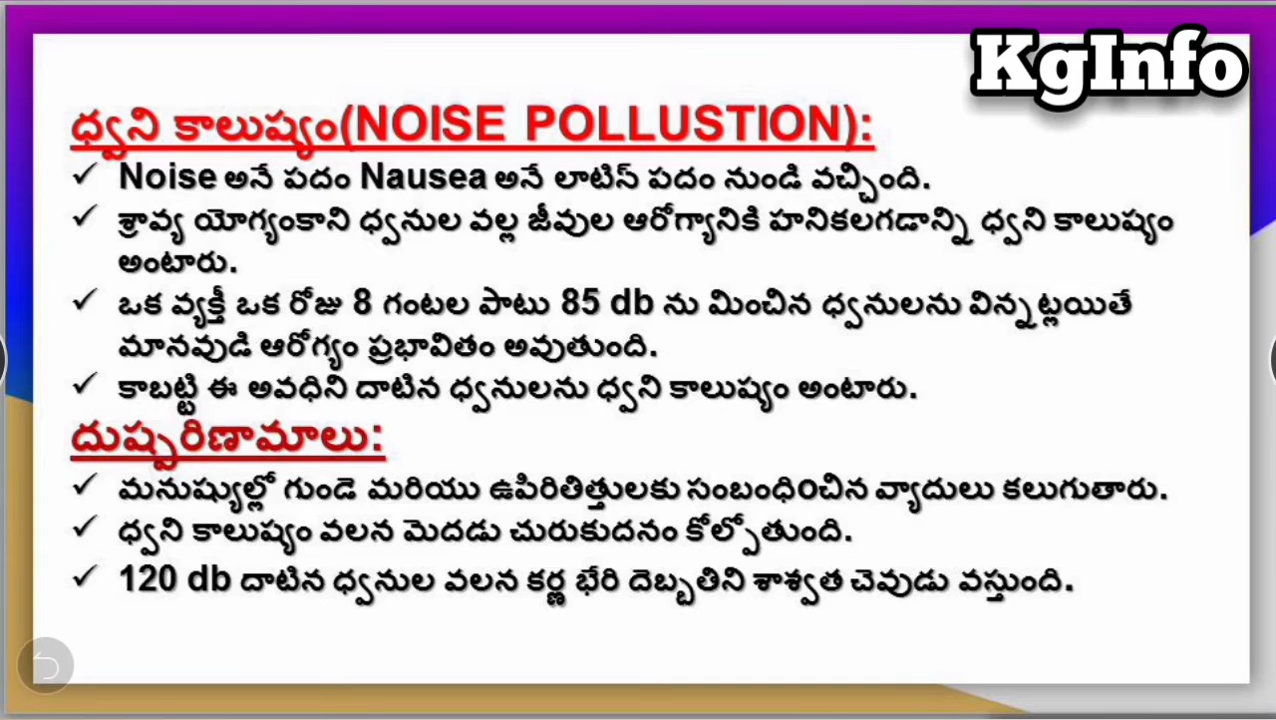 KgInfo
ధ్వని కాలుష్యం(NOISE POLLUSTION):
✓ Noise అనే పదం Nausea అనే లాటిన్ పదం నుండి వచ్చింది.
✓ శ్రావ్య యోగ్యంకాని ధ్వనుల వల్ల జీవుల ఆరోగ్యానికి హనికలగడాన్ని ధ్వని కాలుష్యం
అంటారు.
✓ ఒక వ్యక్తీ ఒక రోజు 8 గంటల పాటు 85 db ను మించిన ధ్వనులను విన్నట్లయితే
మానవుడి ఆరోగ్యం ప్రభావితం అవుతుంది.
✓ కాబట్టి ఈ అవధిని దాటిన ధ్వనులను ధ్వని కాలుష్యం అంటారు.
దుష్పరిణామాలు:
✓ మనుష్యుల్లో గుండె మరియు ఉపిరితిత్తులకు సంబంధించిన వ్యాదులు కలుగుతారు.
✓ ధ్వని కాలుష్యం వలన మెదడు చురుకుదనం కోల్పోతుంది.
✓ 120 db దాటిన ధ్వనుల వలన కర్ణ భేరి దెబ్బతిని శాశ్వత చెవుడు వస్తుంది.